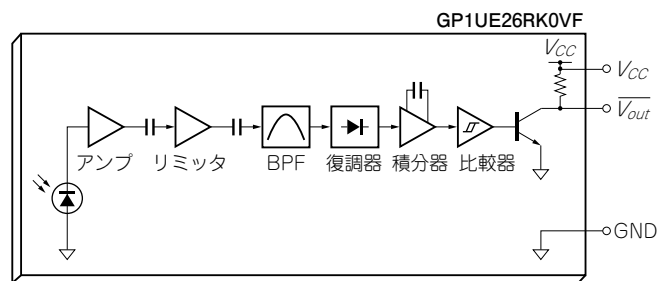 GP1UE26RK0VF
VCC
VCC
Vout
アンプ リミッタ BPF 復調器 積分器 比較器
GND